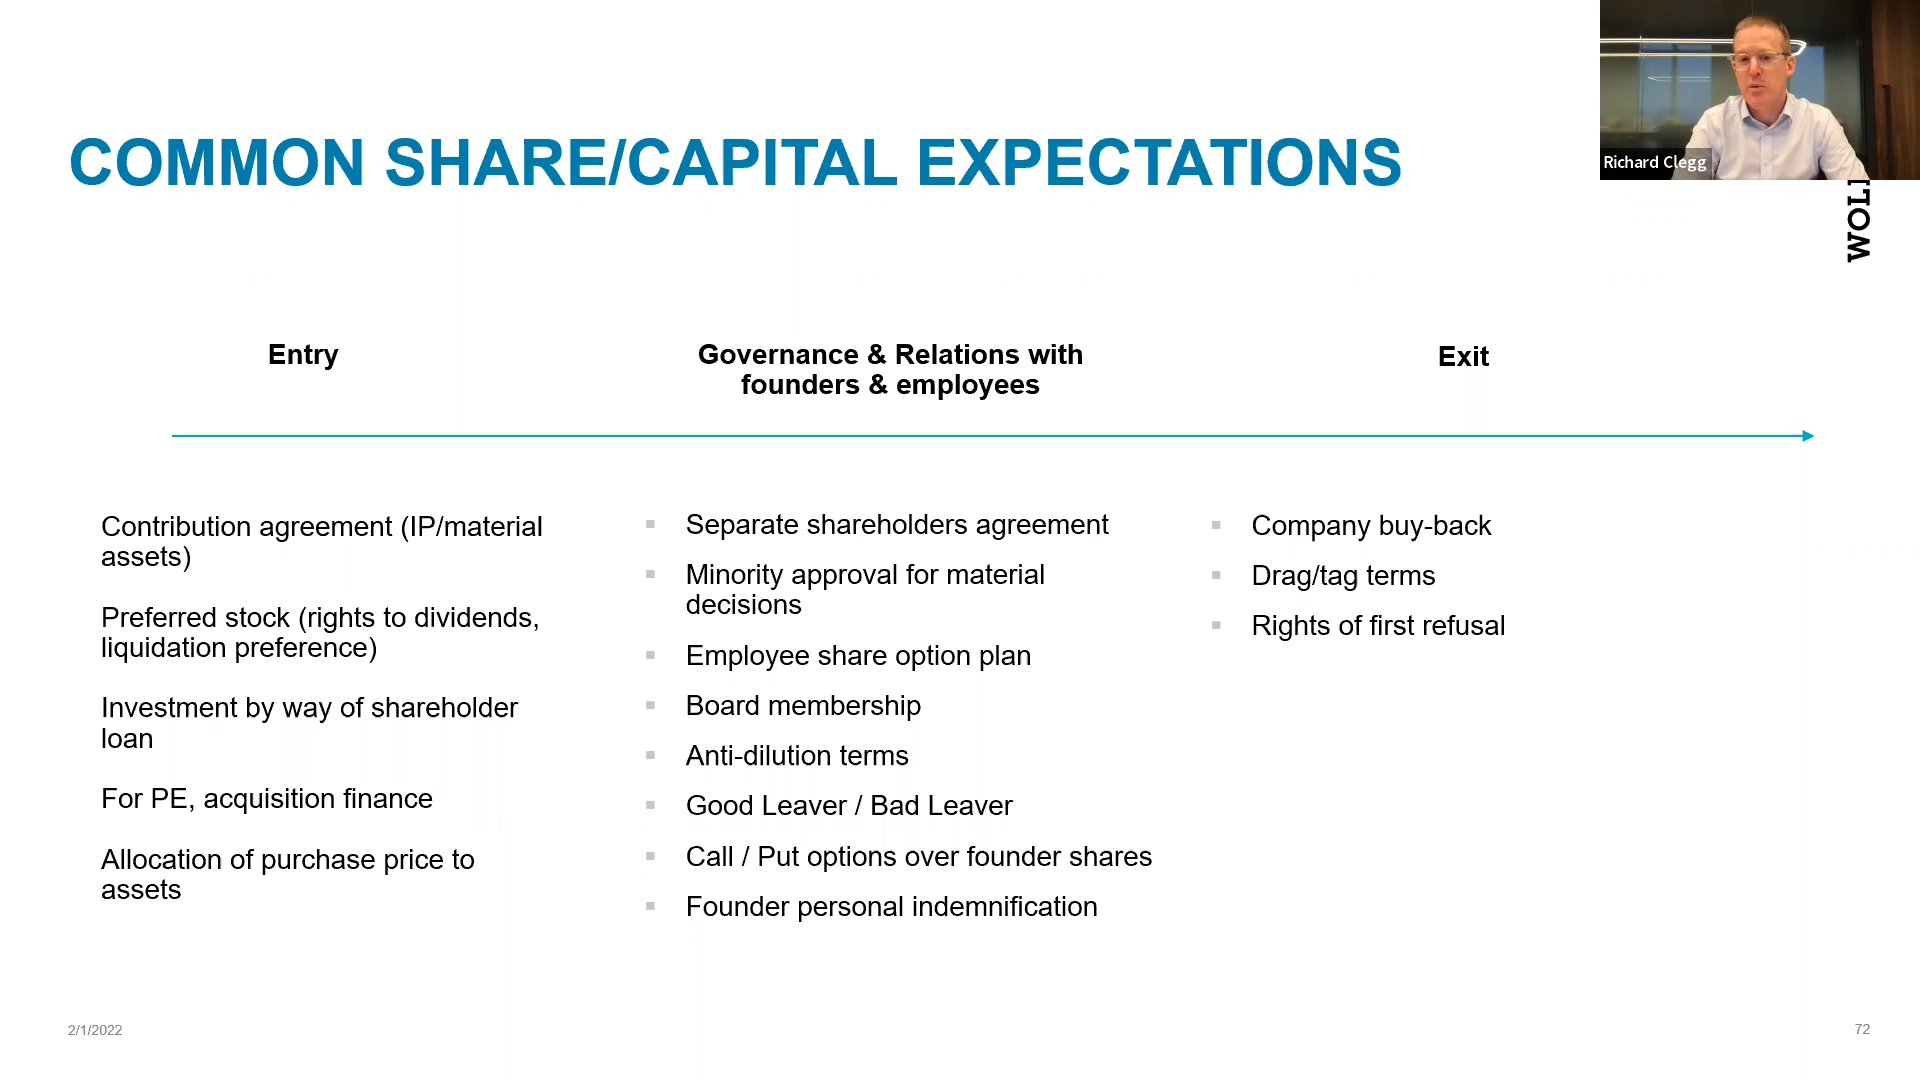 COMMON SHARE/CAPITAL EXPECTATIONS
Richard Clegg
Entry
Governance & Relations with
founders & employees
Exit
Contribution agreement (IP/material
assets)
Preferred stock (rights to dividends,
liquidation preference)
Investment by way of shareholder
loan
For PE, acquisition finance
Allocation of purchase price to
assets
Separate shareholders agreement
Minority approval for material
decisions
Employee share option plan
Board membership
Anti-dilution terms
Good Leaver / Bad Leaver
Call / Put options over founder shares
Founder personal indemnification
Company buy-back
Drag/tag terms
Rights of first refusal
2/1/2022
72